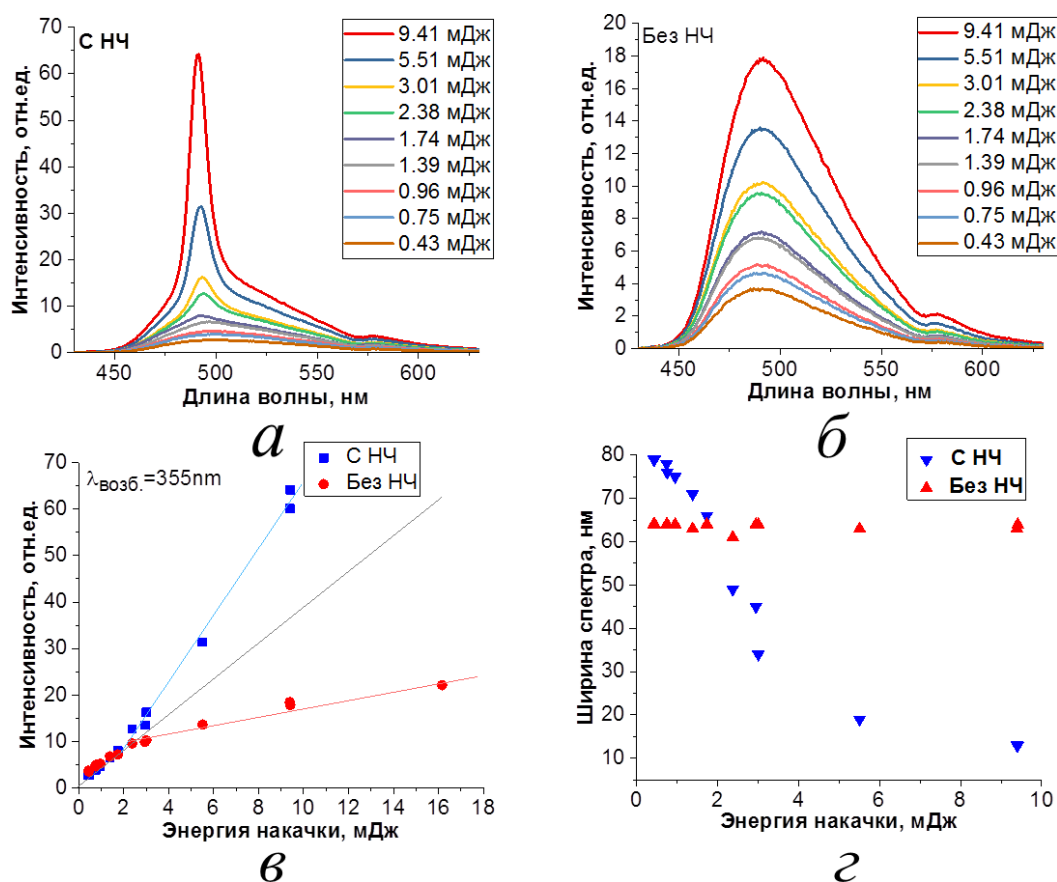 С НЧ
9.41 мДж
5.51 мДж
3.01 мДж
2.38 мДж
1.74 мДж
1.39 мДж
0.96 мДж
0.75 мДж
0.43 мДж
70
60
50
40
30
20
10
0
Интенсивность, отн.ед.
450 500 550 600
Длина волны, нм
а
Без НЧ
9.41 мДж
5.51 мДж
3.01 мДж
2.38 мДж
1.74 мДж
1.39 мДж
0.96 мДж
0.75 мДж
0.43 мДж
20
18
16
14
12
10
8
6
4
2
0
Интенсивность, отн.ед.
450 500 550 600
Длина волны, нм
б
λвозб.=355nm
С НЧ
Без НЧ
70
60
50
40
30
20
10
0
Интенсивность, отн.ед.
0 2 4 6 8 10 12 14 16 18
Энергия накачки, мДж
в
С НЧ
Без НЧ
80
70
60
50
40
30
20
10
Ширина спектра, нм
0 2 4 6 8 10
Энергия накачки, мДж
г